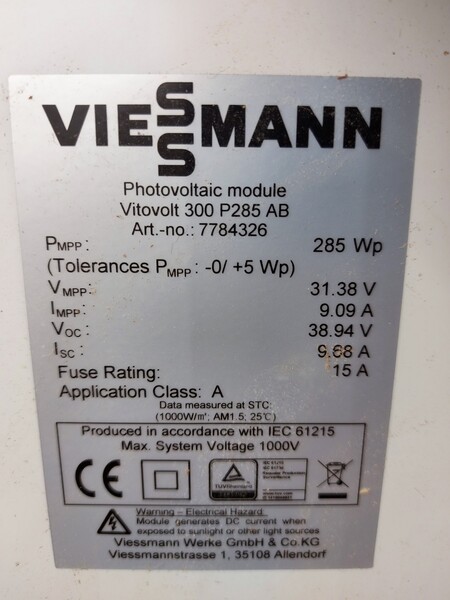 VIESSMANN
Photovoltaic module
Vitovolt 300 P285 AB
Art.-no.: 7784326
PMPP: 285 Wp
(Tolerances PMPP: -0/ +5 Wp)
VMPP: 31.38 V
IMPP: 9.09 A
VOC: 38.94 V
ISC: 9.68 A
Fuse Rating: 15 A
Application Class: A
Data measured at STC:
(1000W/m²; AM1.5; 25℃)
Produced in accordance with IEC 61215
Max. System Voltage 1000V
CE
Warning – Electrical Hazard:
Module generates DC current when
exposed to sunlight or other light sources
Viessmann Werke GmbH & Co.KG
Viessmannstrasse 1, 35108 Allendorf